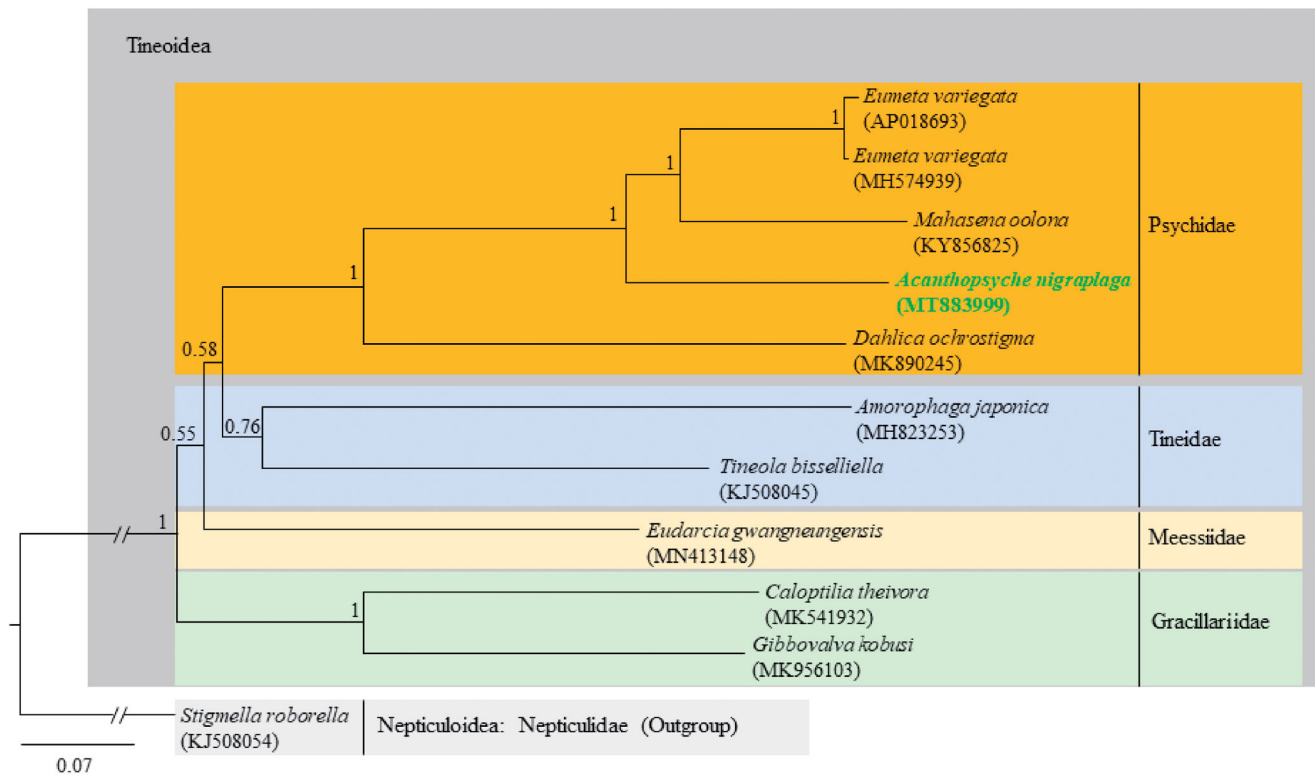 Tineoidea
Eumeta variegata
(AP018693)
1
Eumeta variegata
(MH574939)
1
Mahasena oolona
(KY856825)
Psychidae
1
Acanthopsyche nigraplaga
(MT883999)
1
Dahlica ochrostigma
(MK890245)
0.58
Amorophaga japonica
(MH823253)
0.76
Tineidae
0.55
Tineola bisselliella
(KJ508045)
1
Eudarcia gwangneungensis
(MN413148)
Meessiidae
//
Caloptilia theivora
(MK541932)
1
Gracillariidae
Gibbovalva kobusi
(MK956103)
//
Stigmella roborella
(KJ508054)
Nepticuloidea: Nepticulidae (Outgroup)
0.07